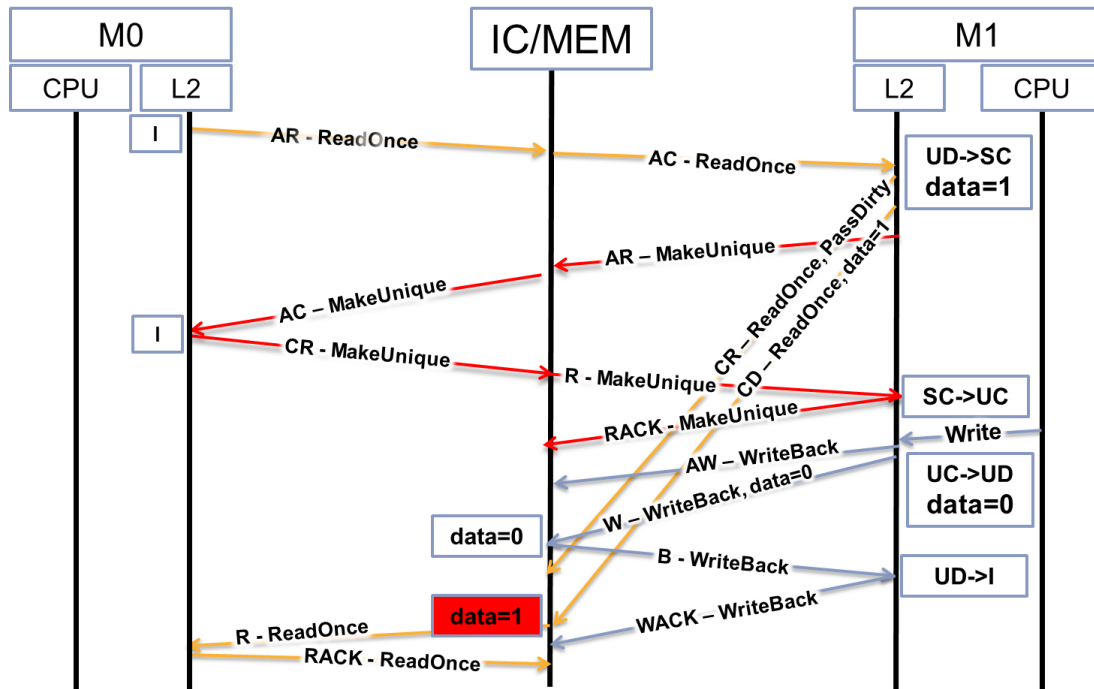 M0
IC/MEM
M1
CPU
L2
L2
CPU
I
AR - ReadOnce
AC - ReadOnce
UD->SC
data=1
CR – ReadOnce, PassDirty
CD – ReadOnce, data=1
AR – MakeUnique
AC – MakeUnique
I
CR - MakeUnique
R - MakeUnique
SC->UC
RACK - MakeUnique
Write
AW – WriteBack
UC->UD
data=0
W – WriteBack, data=0
data=0
B - WriteBack
UD->I
data=1
WACK – WriteBack
R - ReadOnce
RACK - ReadOnce